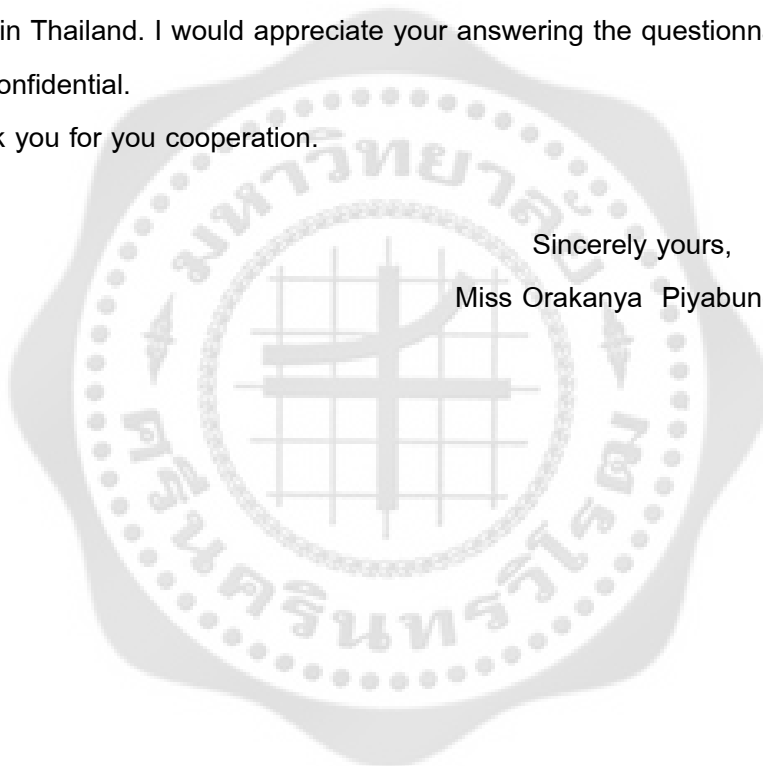 in Thailand. I would appreciate your answering the questionn
onfidential.
k you for you cooperation.
มหาวิทยาลัย
Sincerely yours,
Miss Orakanya Piyabun
ศรีนครินทรวิโรฒ